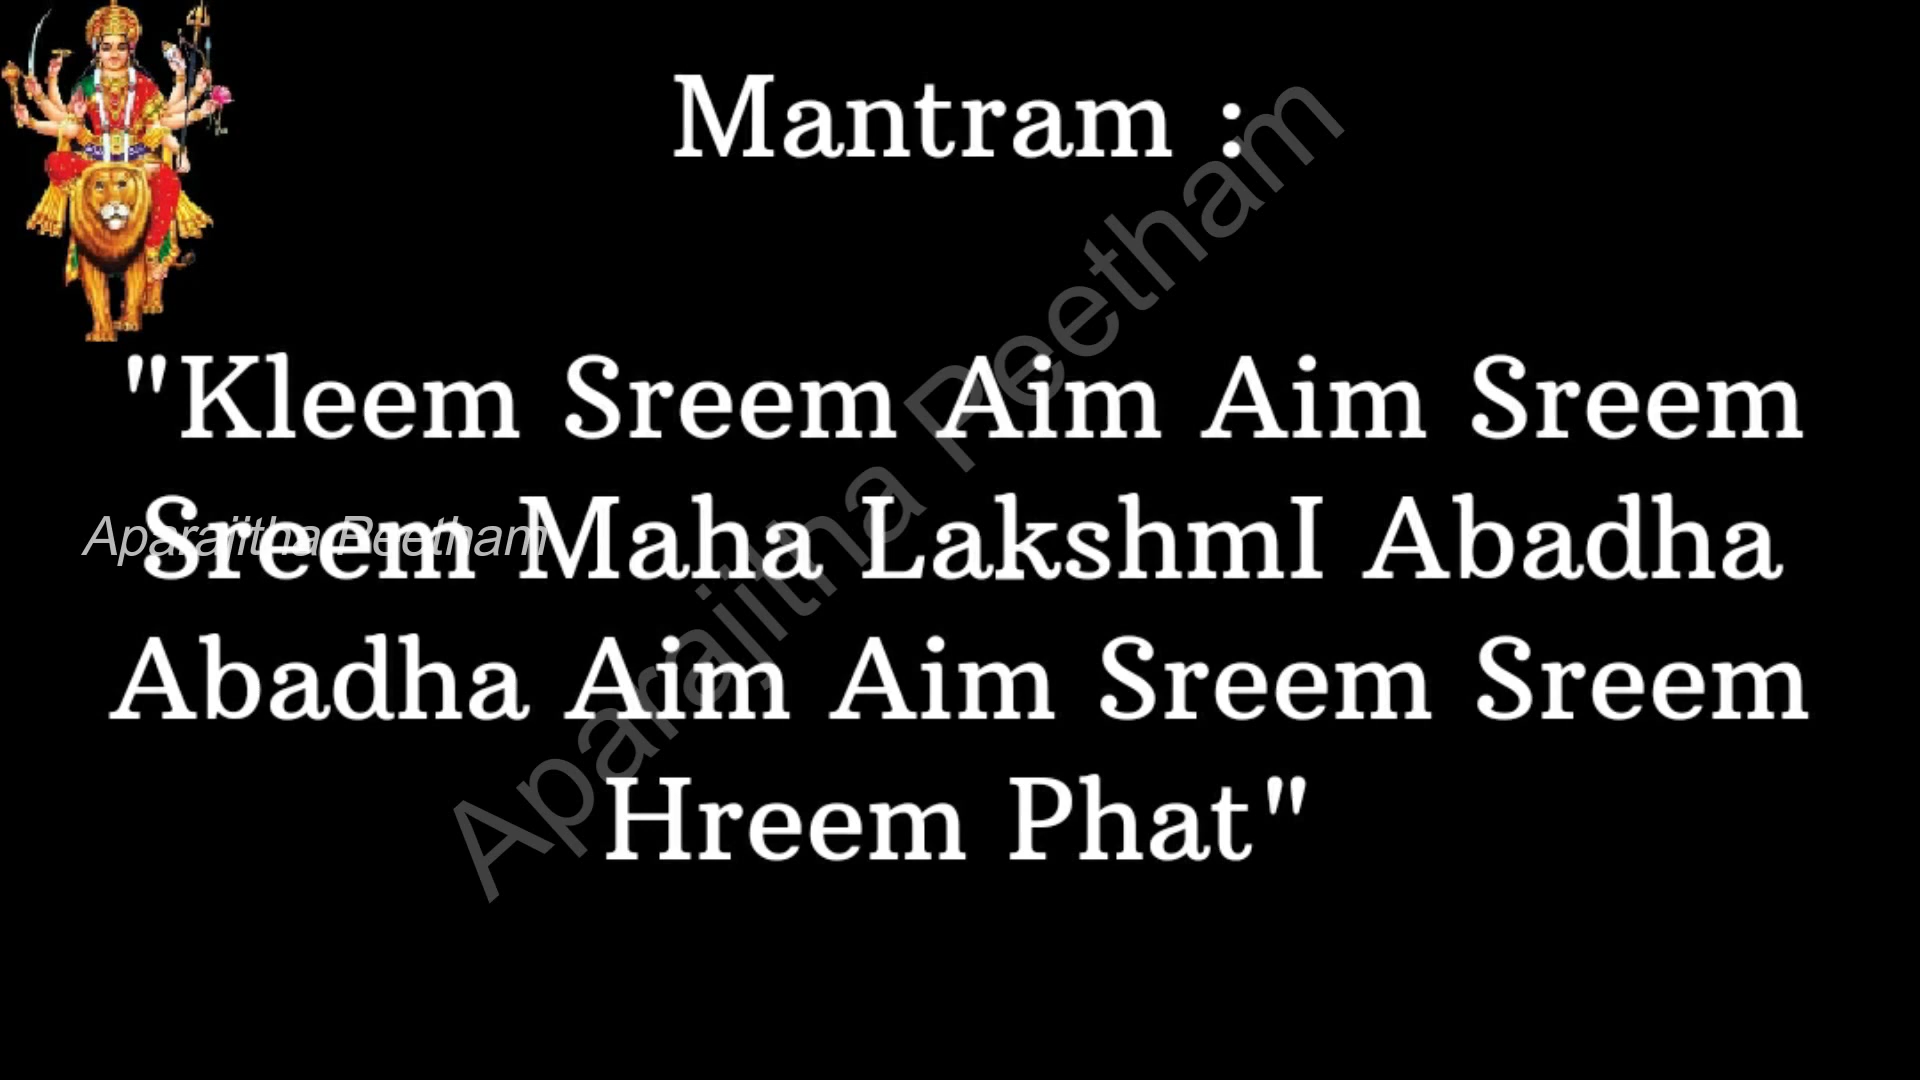 Mantram :
"Kleem Sreem Aim Aim Sreem
Sreem Maha LakshmI Abadha
Abadha Aim Aim Sreem Sreem
Hreem Phat"
Aparajitha Peetham
Aparajitha Peetham